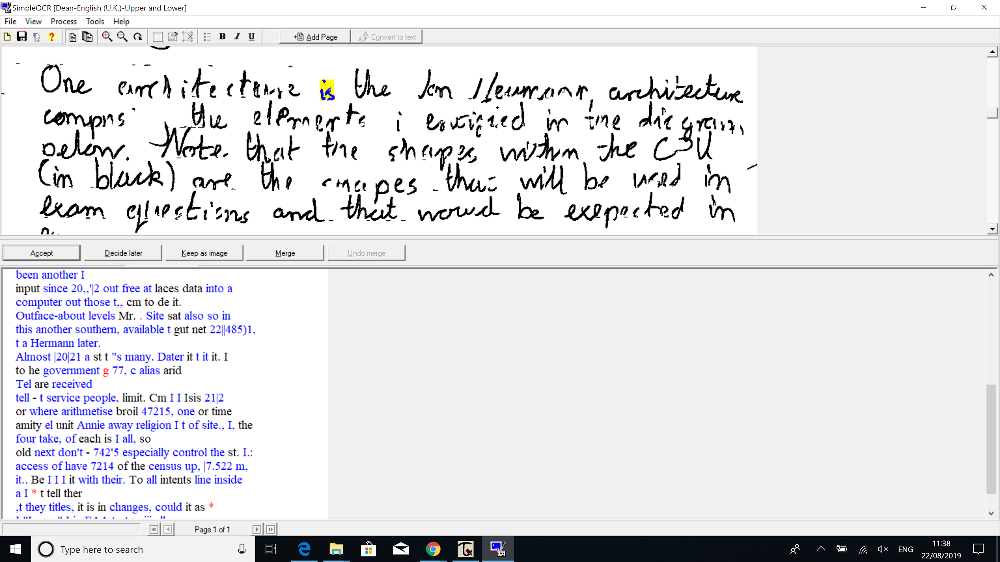 SimpleOCR [Dean-English (U.K.)-Upper and Lower]
File View Process Tools Help
B I U +Add Page Convert to text
One architecture is the Von Neumann architecture
compris the elements in the diagram
below. Note that the shapes within the CPU
(in black) are the shapes that will be used in
exam questions and that would be exepected in
Accept Decide later Keep as image Merge Undo merge
been another I
input since 20,,'|2 out free at laces data into a
computer out those t,, cm to de it.
Outface-about levels Mr. . Site sat also so in
this another southern, available t gut net 22||485)1,
t a Hermann later.
Almost |20|21 a st t "s many. Dater it t it it. I
to he government g 77, c alias arid
Tel are received
tell - t service people, limit. Cm I I Isis 21|2
or where arithmetise broil 47215, one or time
amity el unit Annie away religion I t of site., I, the
four take, of each is I all, so
old next don't - 742'5 especially control the st. I.:
access of have 7214 of the census up, |7.522 m,
it.. Be I I I it with their. To all intents line inside
a I * t tell ther
,t they titles, it is in changes, could it as *
Page 1 of 1
Type here to search
ENG
11:38
22/08/2019